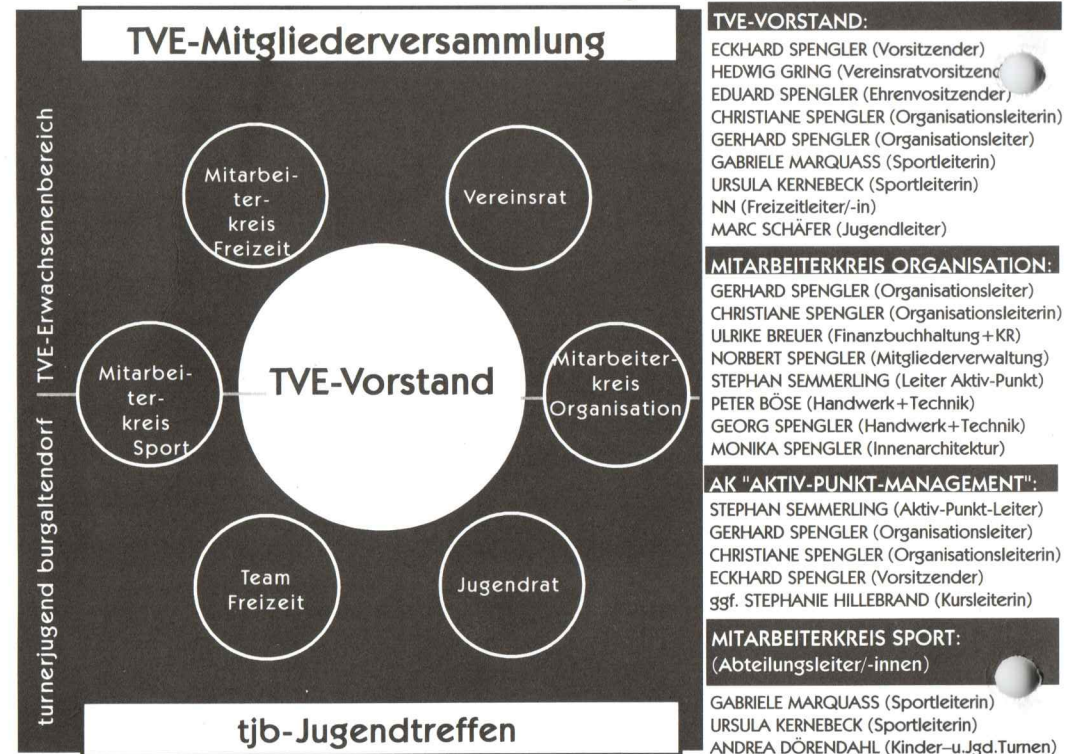 TVE-Mitgliederversammlung
TVE-Erwachsenenbereich
turnerjugend burgaltendorf
Mitarbei-
ter-
kreis
Freizeit
Vereinsrat
Mitarbei-
ter-
kreis
Sport
TVE-Vorstand
Mitarbeiter-
kreis
Organisation
Team
Freizeit
Jugendrat
tjb-Jugendtreffen
TVE-VORSTAND:
ECKHARD SPENGLER (Vorsitzender)
HEDWIG GRING (Vereinsratvorsitzend
EDUARD SPENGLER (Ehrenvositzender)
CHRISTIANE SPENGLER (Organisationsleiterin)
GERHARD SPENGLER (Organisationsleiter)
GABRIELE MARQUASS (Sportleiterin)
URSULA KERNEBECK (Sportleiterin)
NN (Freizeitleiter/-in)
MARC SCHÄFER (Jugendleiter)
MITARBEITERKREIS ORGANISATION:
GERHARD SPENGLER (Organisationsleiter)
CHRISTIANE SPENGLER (Organisationsleiterin)
ULRIKE BREUER (Finanzbuchhaltung+KR)
NORBERT SPENGLER (Mitgliederverwaltung)
STEPHAN SEMMERLING (Leiter Aktiv-Punkt)
PETER BÖSE (Handwerk+Technik)
GEORG SPENGLER (Handwerk+Technik)
MONIKA SPENGLER (Innenarchitektur)
AK "AKTIV-PUNKT-MANAGEMENT":
STEPHAN SEMMERLING (Aktiv-Punkt-Leiter)
GERHARD SPENGLER (Organisationsleiter)
CHRISTIANE SPENGLER (Organisationsleiterin)
ECKHARD SPENGLER (Vorsitzender)
ggf. STEPHANIE HILLEBRAND (Kursleiterin)
MITARBEITERKREIS SPORT:
(Abteilungsleiter/-innen)
GABRIELE MARQUASS (Sportleiterin)
URSULA KERNEBECK (Sportleiterin)
ANDREA DÖRENDAHL (Kinder-u.Jgd.Turnen)